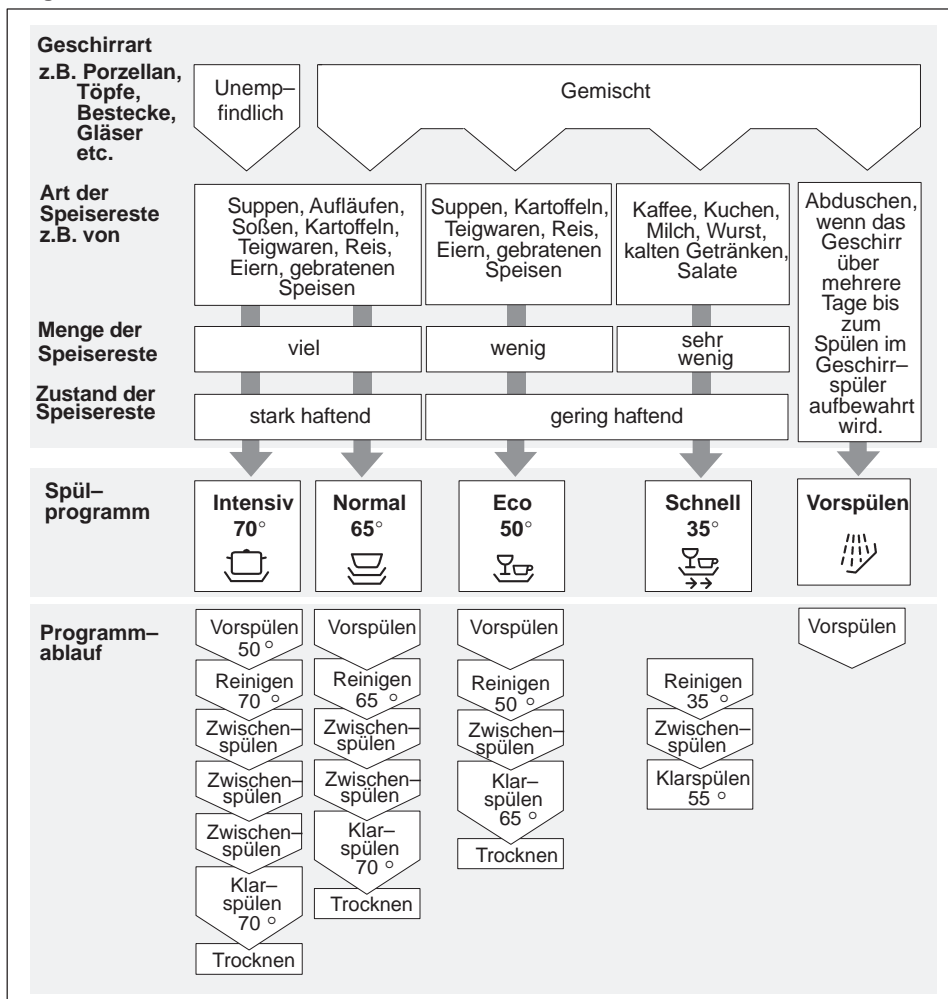 Geschirrart
z.B. Porzellan,
Töpfe,
Bestecke,
Gläser
etc.
Unemp–
findlich
Gemischt
Art der
Speisereste
z.B. von
Suppen, Aufläufen,
Soßen, Kartoffeln,
Teigwaren, Reis,
Eiern, gebratenen
Speisen
Suppen, Kartoffeln,
Teigwaren, Reis,
Eiern, gebratenen
Speisen
Kaffee, Kuchen,
Milch, Wurst,
kalten Getränken,
Salate
Abduschen,
wenn das
Geschirr
über
mehrere
Tage bis
zum
Spülen im
Geschirr–
spüler
aufbewahrt
wird.
Menge der
Speisereste
viel
wenig
sehr
wenig
Zustand der
Speisereste
stark haftend
gering haftend
Spül–
programm
Intensiv
70°
Normal
65°
Eco
50°
Schnell
35°
Vorspülen
Programm–
ablauf
Vorspülen
50 °
Reinigen
70 °
Zwischen–
spülen
Zwischen–
spülen
Zwischen–
spülen
Klar–
spülen
70 °
Trocknen
Vorspülen
Reinigen
65 °
Zwischen–
spülen
Zwischen–
spülen
Klar–
spülen
70 °
Trocknen
Vorspülen
Reinigen
50 °
Zwischen–
spülen
Klar–
spülen
65 °
Trocknen
Reinigen
35 °
Zwischen–
spülen
Klarspülen
55 °
Vorspülen